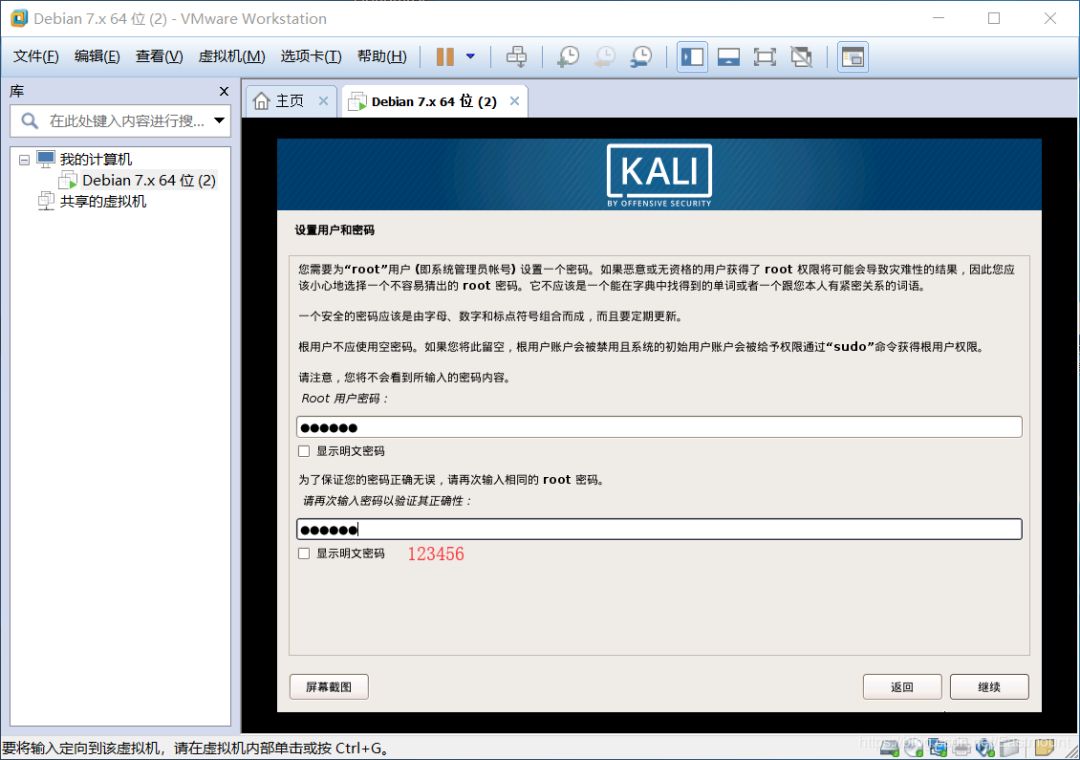 Debian 7.x 64 位 (2) - VMware Workstation
文件(F) 编辑(E) 查看(V) 虚拟机(M) 选项卡(T) 帮助(H)
库
主页
Debian 7.x 64 位 (2)
在此处键入内容进行搜...
我的计算机
Debian 7.x 64 位 (2)
共享的虚拟机
KALI
BY OFFENSIVE SECURITY
设置用户和密码
您需要为“root”用户 (即系统管理员帐号) 设置一个密码。如果恶意或无资格的用户获得了 root 权限将可能会导致灾难性的结果，因此您应
该小心地选择一个不容易猜出的 root 密码。它不应该是一个能在字典中找得到的单词或者一个跟您本人有紧密关系的词语。
一个安全的密码应该是由字母、数字和标点符号组合而成，而且要定期更新。
根用户不应使用空密码。如果您将此留空，根用户账户会被禁用且系统的初始用户账户会被给予权限通过“sudo”命令获得根用户权限。
请注意，您将不会看到所输入的密码内容。
Root 用户密码：
●●●●●●
显示明文密码
为了保证您的密码正确无误，请再次输入相同的 root 密码。
请再次输入密码以验证其正确性：
●●●●●●
显示明文密码 123456
屏幕截图
返回
继续
要将输入定向到该虚拟机，请在虚拟机内部单击或按 Ctrl+G。